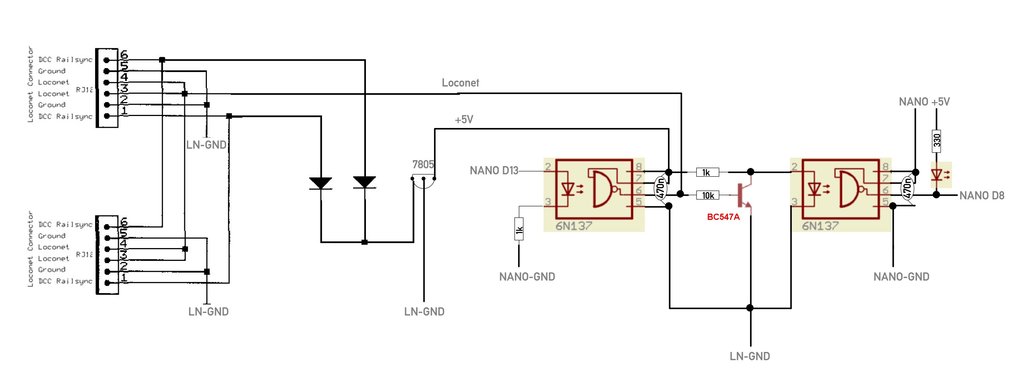 Loconet Connector
DCC Railsync 6
Ground 5
Loconet 4
Loconet RJ12 3
Ground 2
DCC Railsync 1
LN-GND
Loconet
+5V
7805
LN-GND
Loconet Connector
DCC Railsync 6
Ground 5
Loconet 4
Loconet RJ12 3
Ground 2
DCC Railsync 1
LN-GND
NANO D13
1k
NANO-GND
2
3
8
7
6
5
6N137
470n
1k
10k
BC547A
LN-GND
2
3
8
7
6
5
6N137
470n
NANO +5V
330
NANO D8
NANO-GND